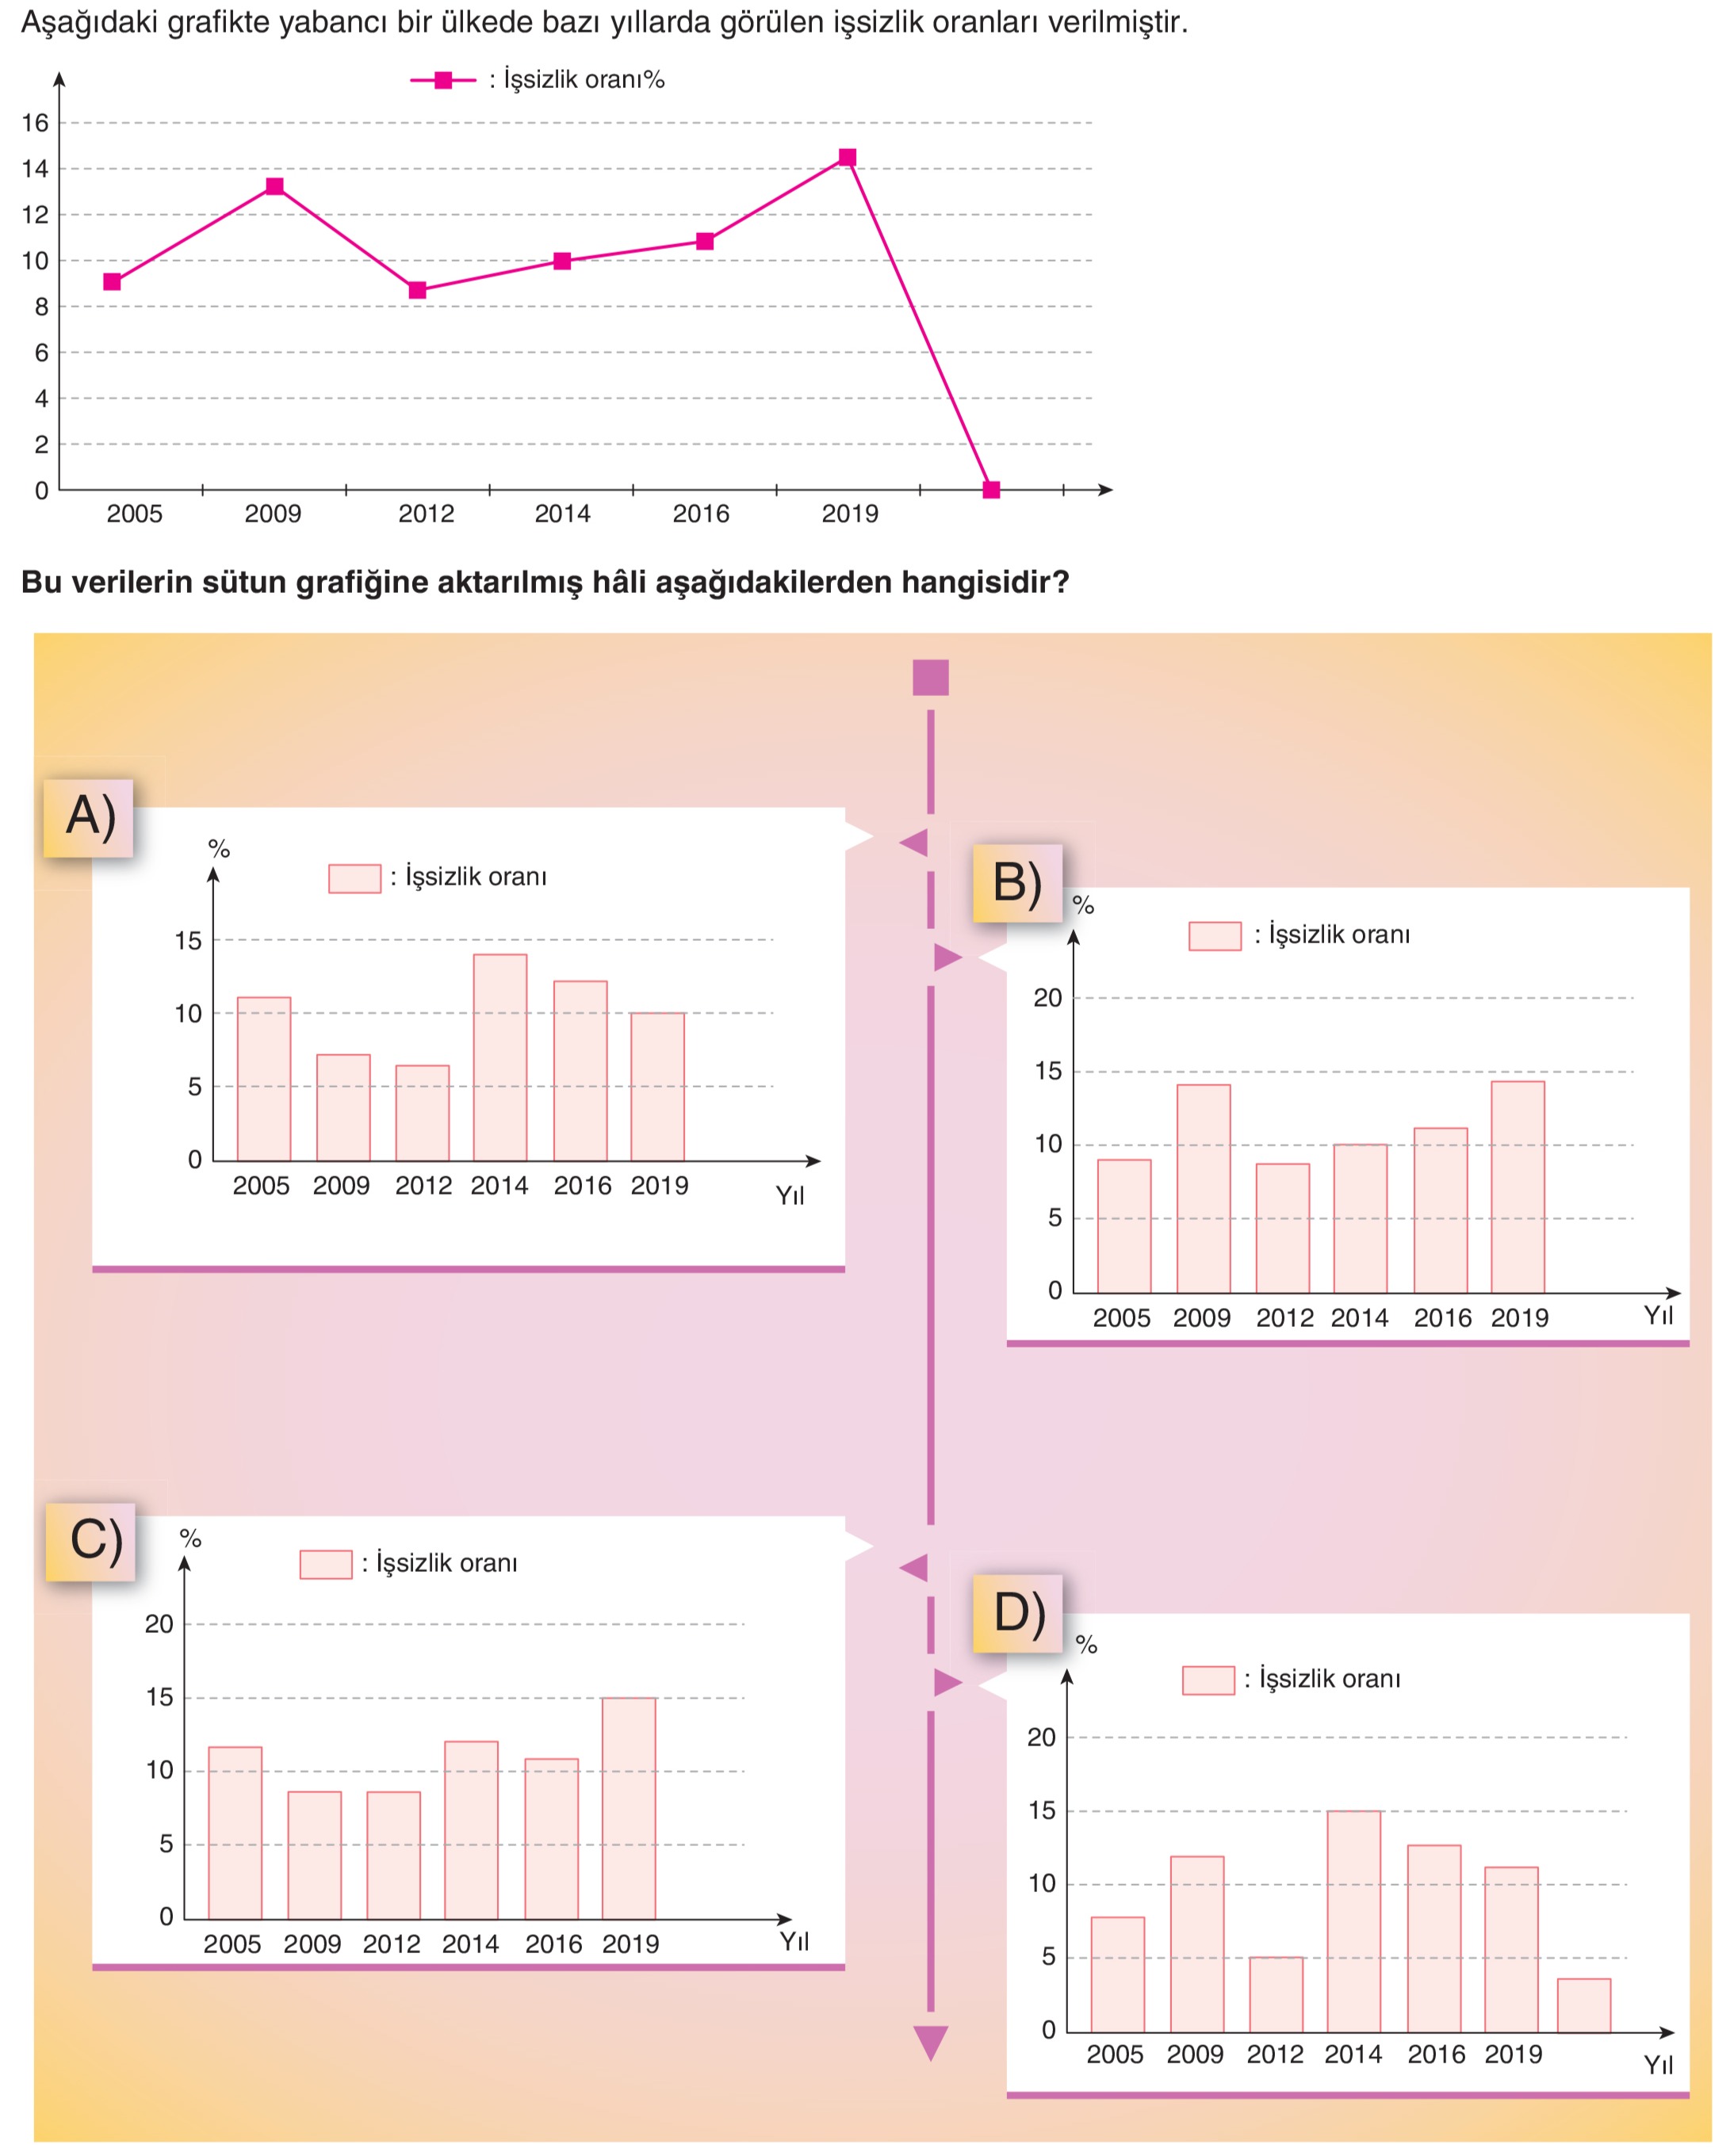 Aşağıdaki grafikte yabancı bir ülkede bazı yıllarda görülen işsizlik oranları verilmiştir.
: İşsizlik oranı%
16
14
12
10
8
6
4
2
0
2005 2009 2012 2014 2016 2019
Bu verilerin sütun grafiğine aktarılmış hâli aşağıdakilerden hangisidir?
A)
%
: İşsizlik oranı
15
10
5
0
2005 2009 2012 2014 2016 2019
Yıl
B)
%
: İşsizlik oranı
20
15
10
5
0
2005 2009 2012 2014 2016 2019 Yıl
C)
%
: İşsizlik oranı
20
15
10
5
0
2005 2009 2012 2014 2016 2019 Yıl
D)
%
: İşsizlik oranı
20
15
10
5
0
2005 2009 2012 2014 2016 2019
Yıl